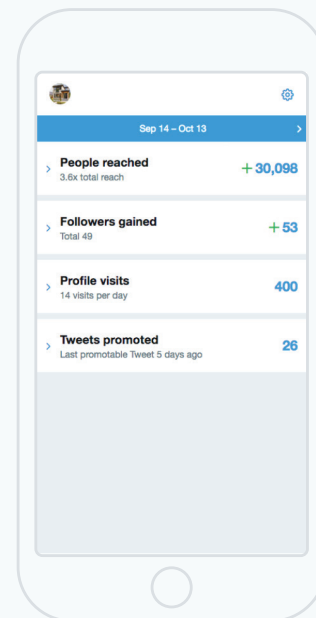 Sep 14 – Oct 13
People reached
3.6x total reach
+30,098
Followers gained
Total 49
+53
Profile visits
14 visits per day
400
Tweets promoted
Last promotable Tweet 5 days ago
26